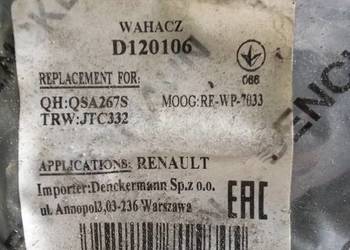 WAHACZ
D120106
REPLACEMENT FOR:
066
QH:QSA267S MOOG:RE-WP-7033
TRW:JTC332
APPLICATIONS: RENAULT
Importer:Denckermann Sp.z o.o.
ul. Annopol3,03-236 Warszawa
EAC